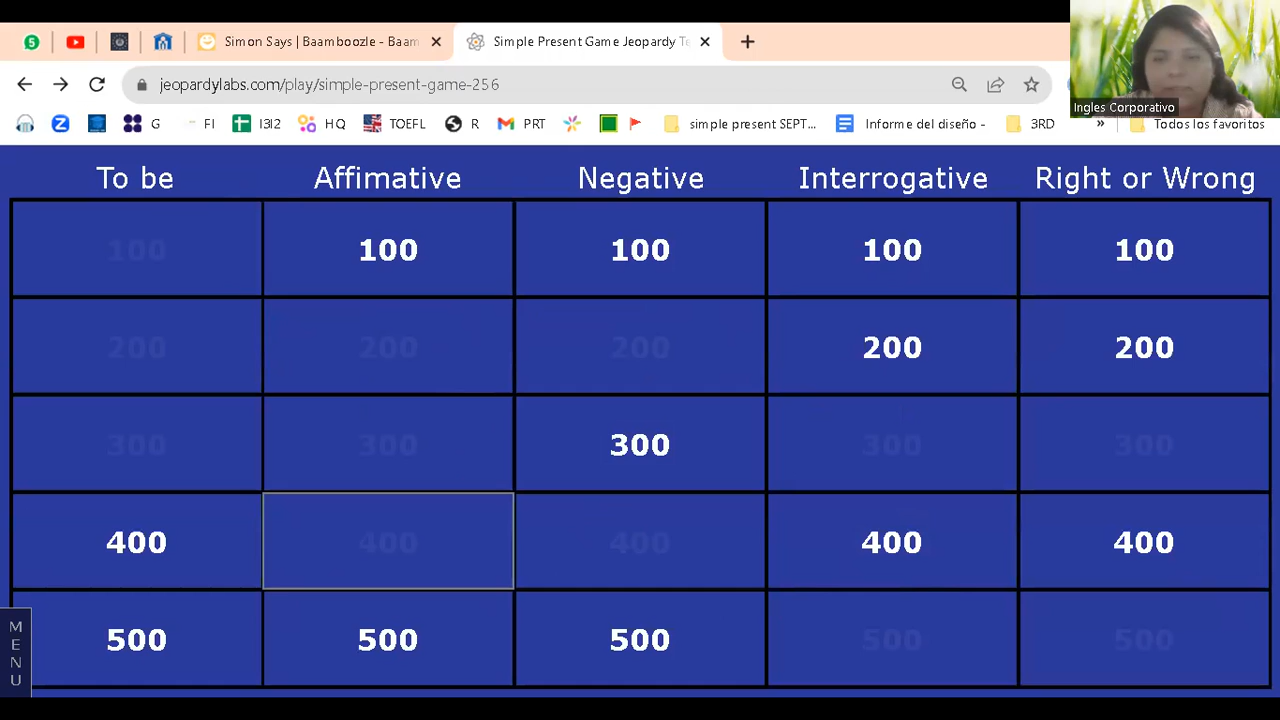 Simon Says | Baamboozle - Baam
Simple Present Game Jeopardy Te
jeopardylabs.com/play/simple-present-game-256
Ingles Corporativo
G
FI
I3I2
HQ
TOEFL
R
PRT
simple present SEPT...
Informe del diseño -
3RD
»
Todos los favoritos
To be Affimative Negative Interrogative Right or Wrong
100 100 100 100 100
200 200 200 200 200
300 300 300 300 300
400 400 400 400 400
500 500 500 500 500
MENU